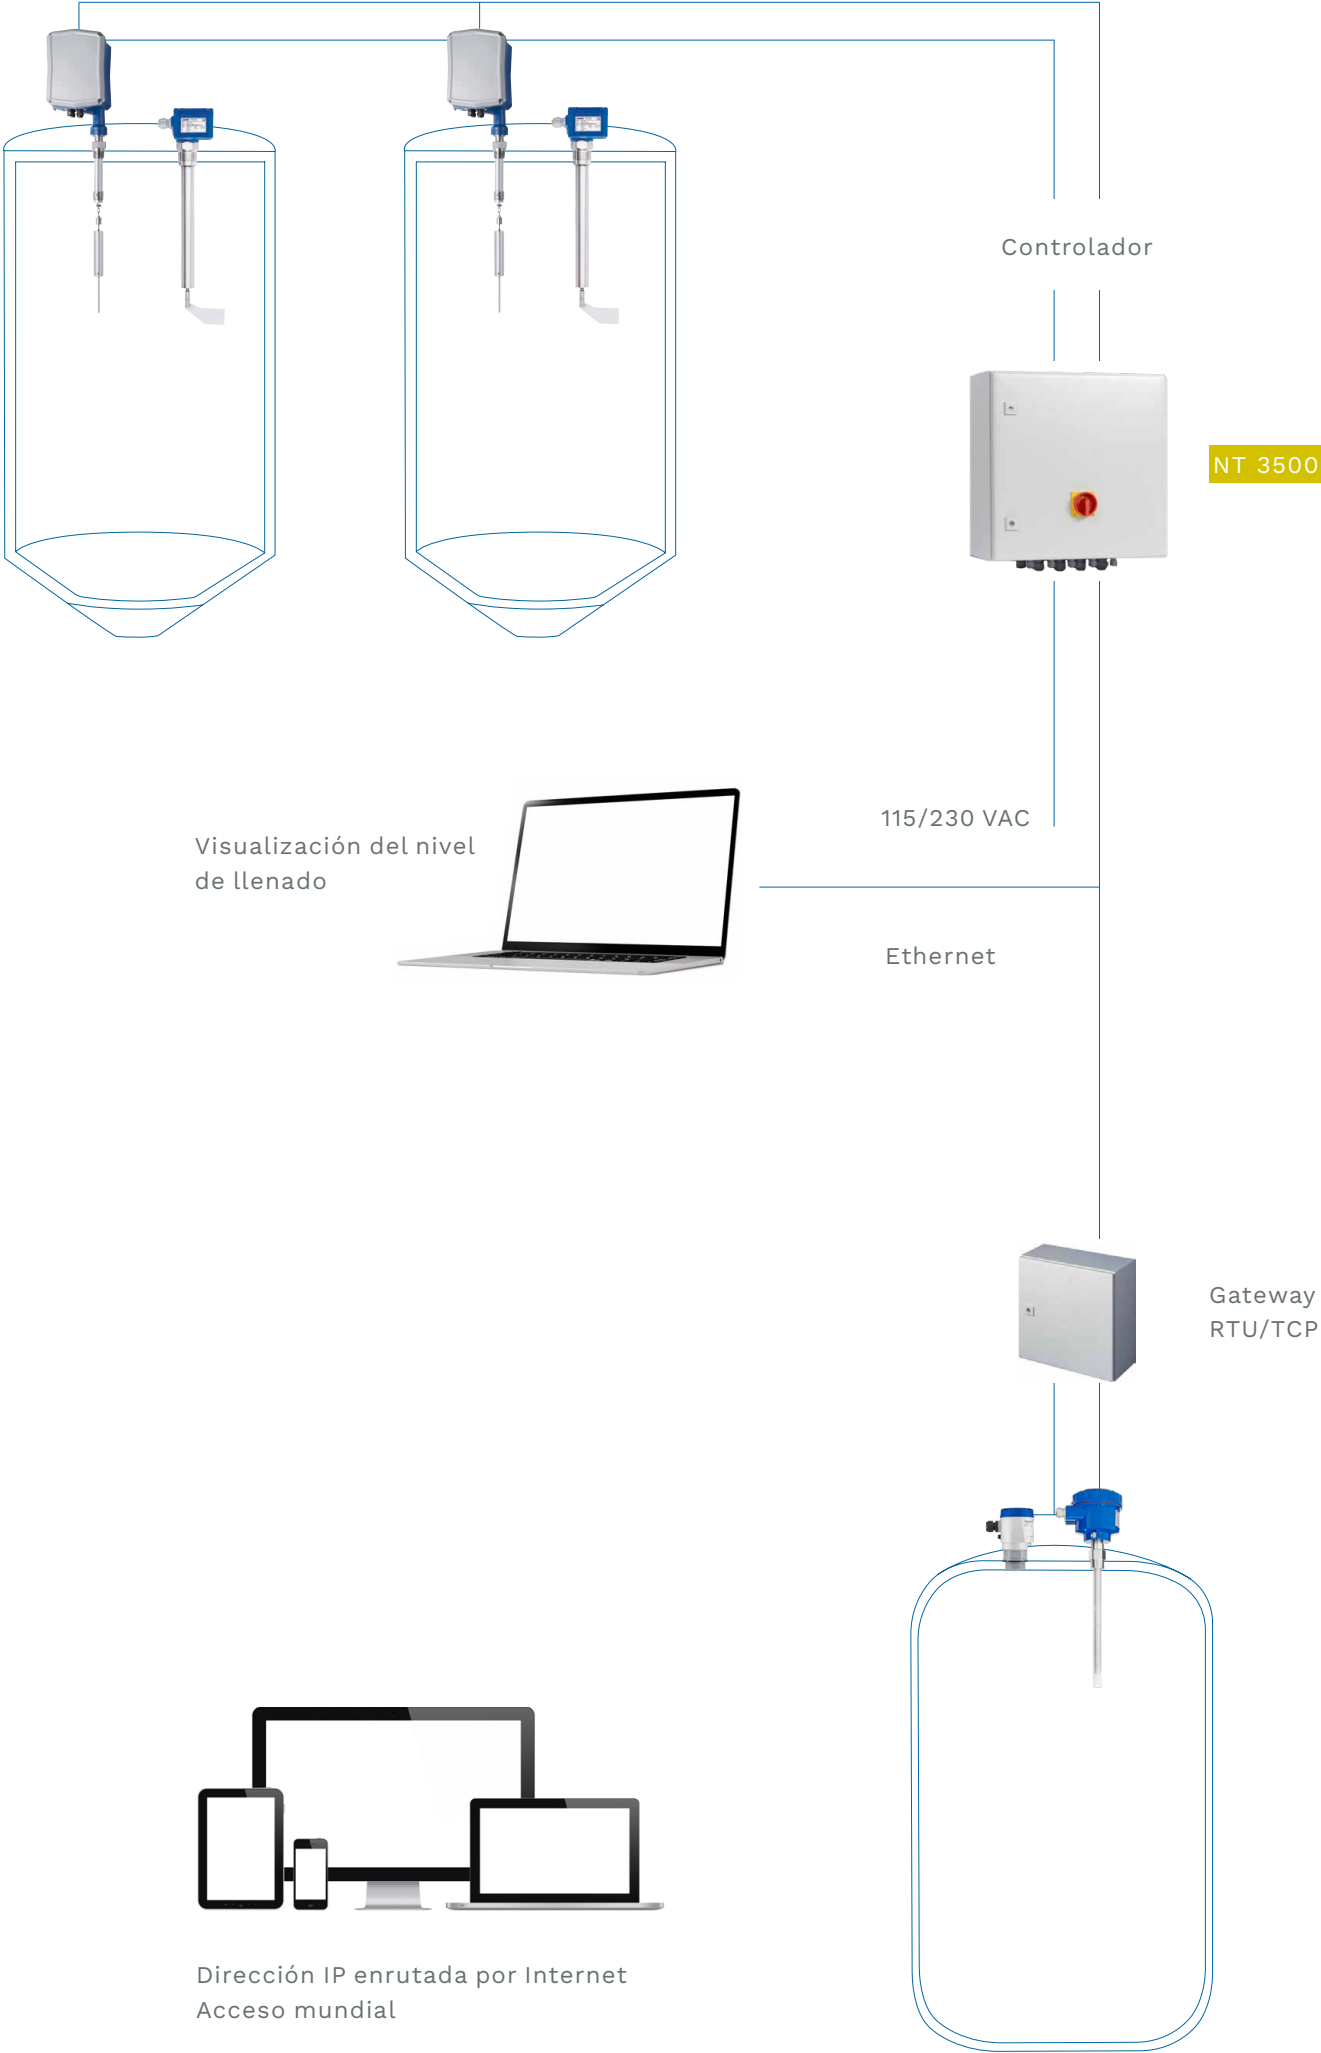 Controlador
NT 3500
115/230 VAC
Visualización del nivel
de llenado
Ethernet
Gateway
RTU/TCP
Dirección IP enrutada por Internet
Acceso mundial